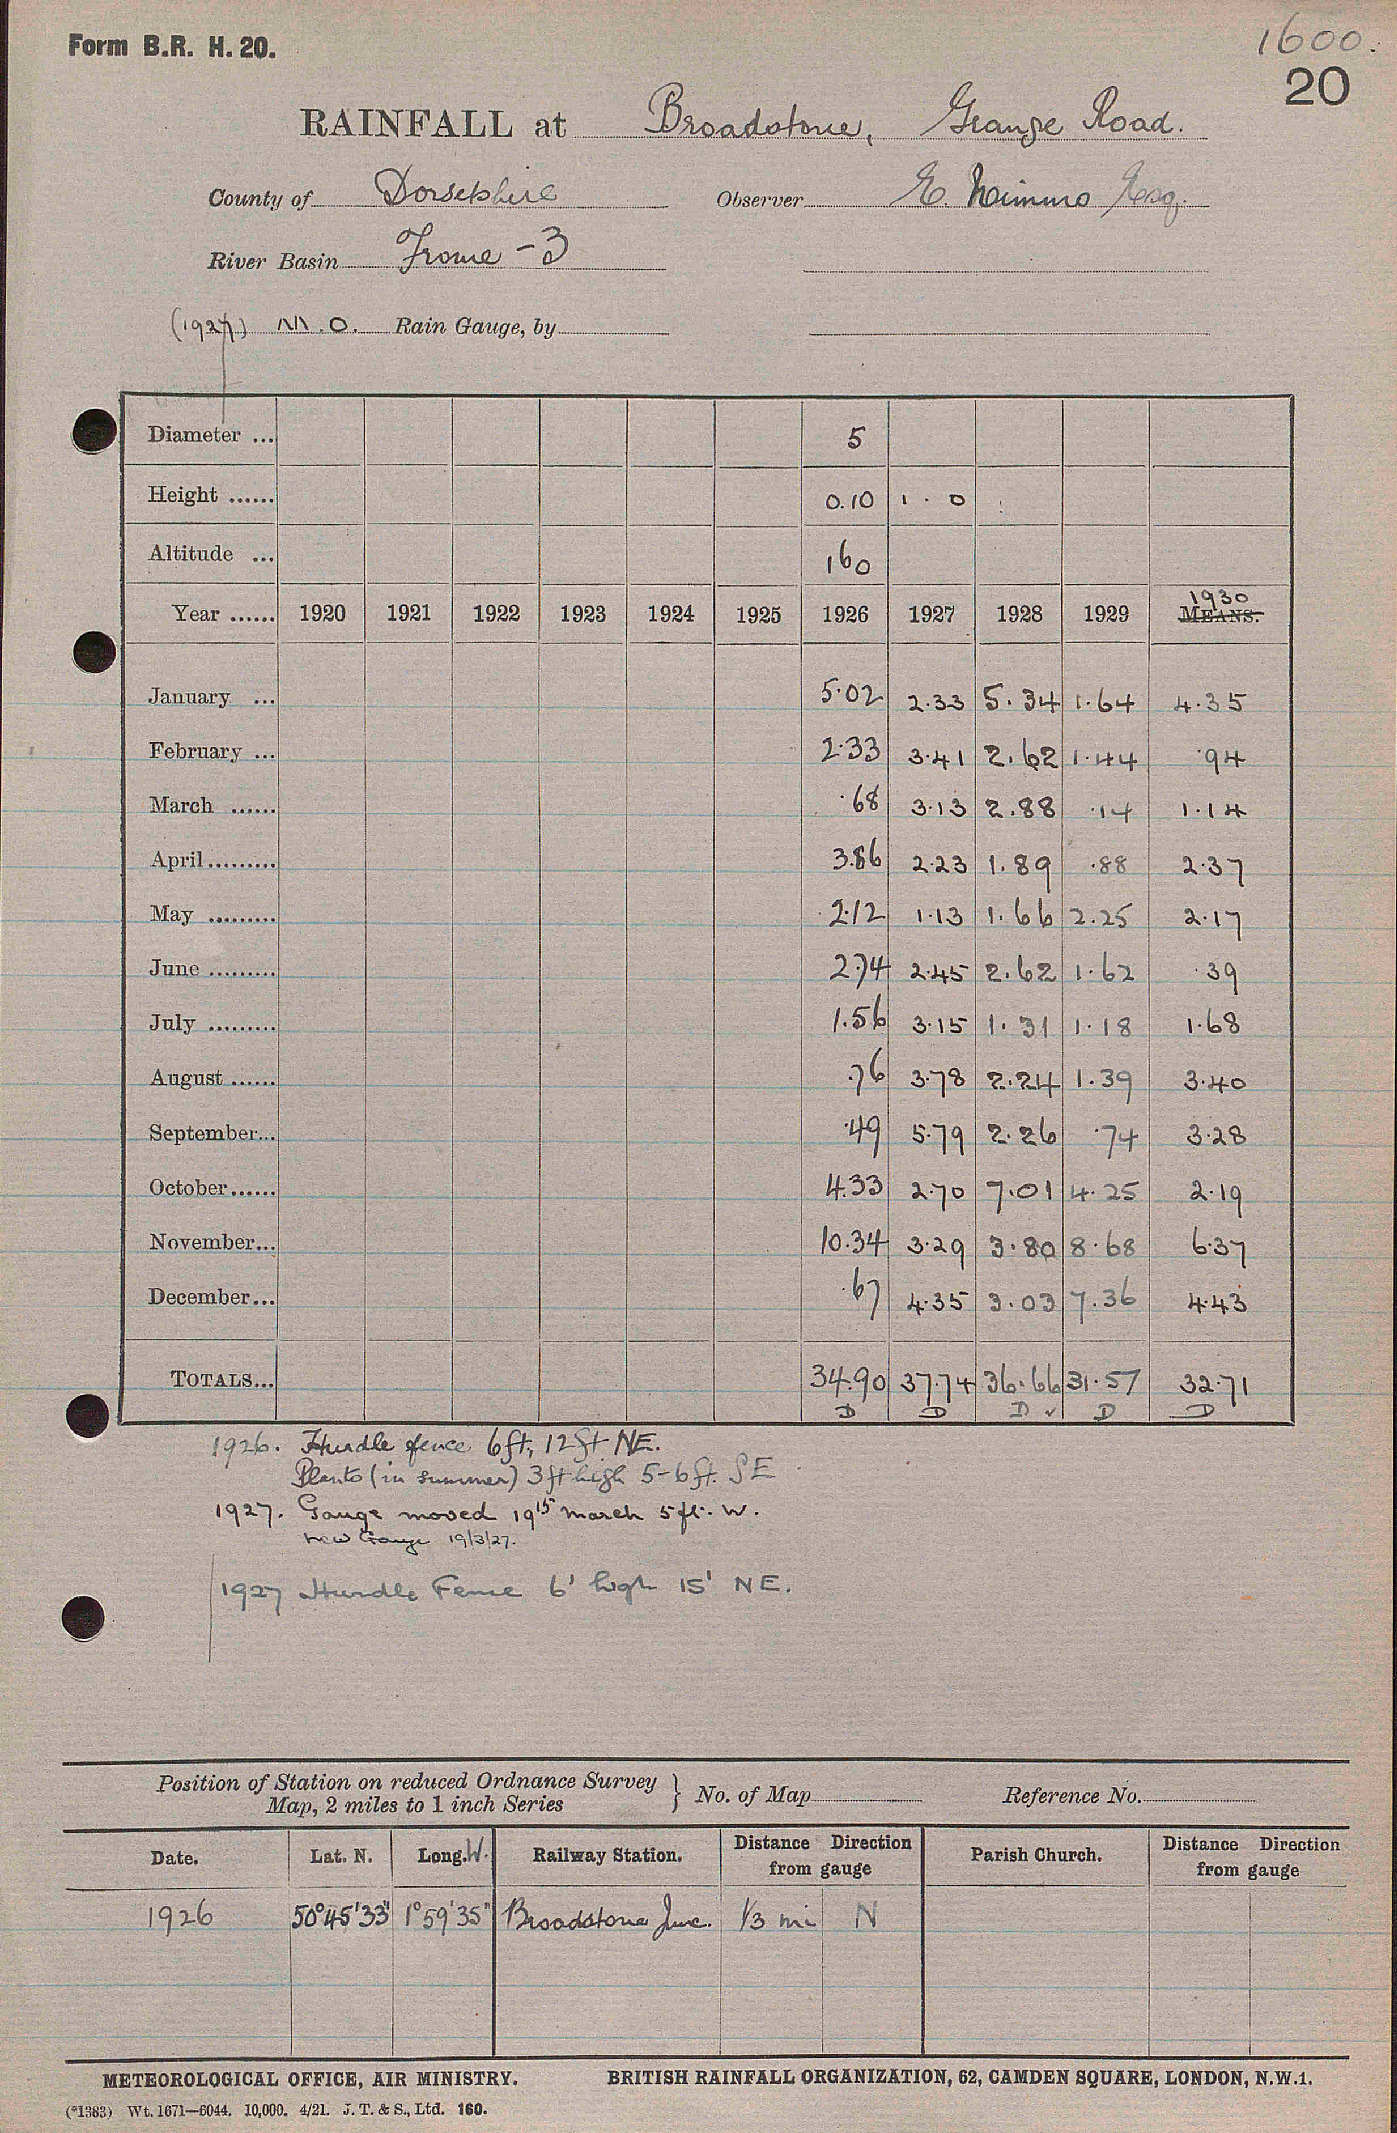 Form B.R. H. 20.
1600.
20
RAINFALL at Broadstone, Grange Road.
County of Dorsetshire Observer E. Nimmo Esq.
River Basin Frome - 3
(1927) M.O. Rain Gauge, by
Diameter ... 5
Height ...... 0.10 1 . 0
Altitude ... 160
Year ...... 1920 1921 1922 1923 1924 1925 1926 1927 1928 1929 1930 MEANS.
January ... 5.02 2.33 5.34 1.64 4.35
February ... 2.33 3.41 2.62 1.44 .94
March ...... .68 3.13 2.88 .14 1.14
April ......... 3.86 2.23 1.89 .88 2.37
May ......... 2.12 1.13 1.66 2.25 2.17
June ......... 2.74 2.45 2.62 1.62 .39
July ......... 1.56 3.15 1.31 1.18 1.68
August ...... .76 3.78 2.24 1.39 3.40
September... .49 5.79 2.26 .74 3.28
October ...... 4.33 2.70 7.01 4.25 2.19
November... 10.34 3.29 3.80 8.68 6.37
December... .67 4.35 3.03 7.36 4.43
TOTALS... 34.90 37.74 36.66 31.57 32.71
D D D ✓ D D
1926. Hurdle fence 6ft, 12ft NE.
Plants (in summer) 3ft high 5-6ft. SE
1927. Gauge moved 19th March 5ft. W.
New Gauge 19/3/27.
1927 Hurdle Fence 6' high 15' NE.
Position of Station on reduced Ordnance Survey
Map, 2 miles to 1 inch Series } No. of Map Reference No.
Date. Lat. N. Long. W. Railway Station. Distance Direction from gauge Parish Church. Distance Direction from gauge
1926 50°45'33" 1°59'35" Broadstone Junc. 1/3 mi N
METEOROLOGICAL OFFICE, AIR MINISTRY. BRITISH RAINFALL ORGANIZATION, 62, CAMDEN SQUARE, LONDON, N.W.1.
(*1383) Wt. 1671—6044. 10,000. 4/21. J. T. & S., Ltd. 160.